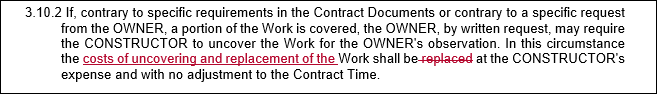 3.10.2 If, contrary to specific requirements in the Contract Documents or contrary to a specific request
from the OWNER, a portion of the Work is covered, the OWNER, by written request, may require
the CONSTRUCTOR to uncover the Work for the OWNER's observation. In this circumstance
the costs of uncovering and replacement of the Work shall be replaced at the CONSTRUCTOR's
expense and with no adjustment to the Contract Time.